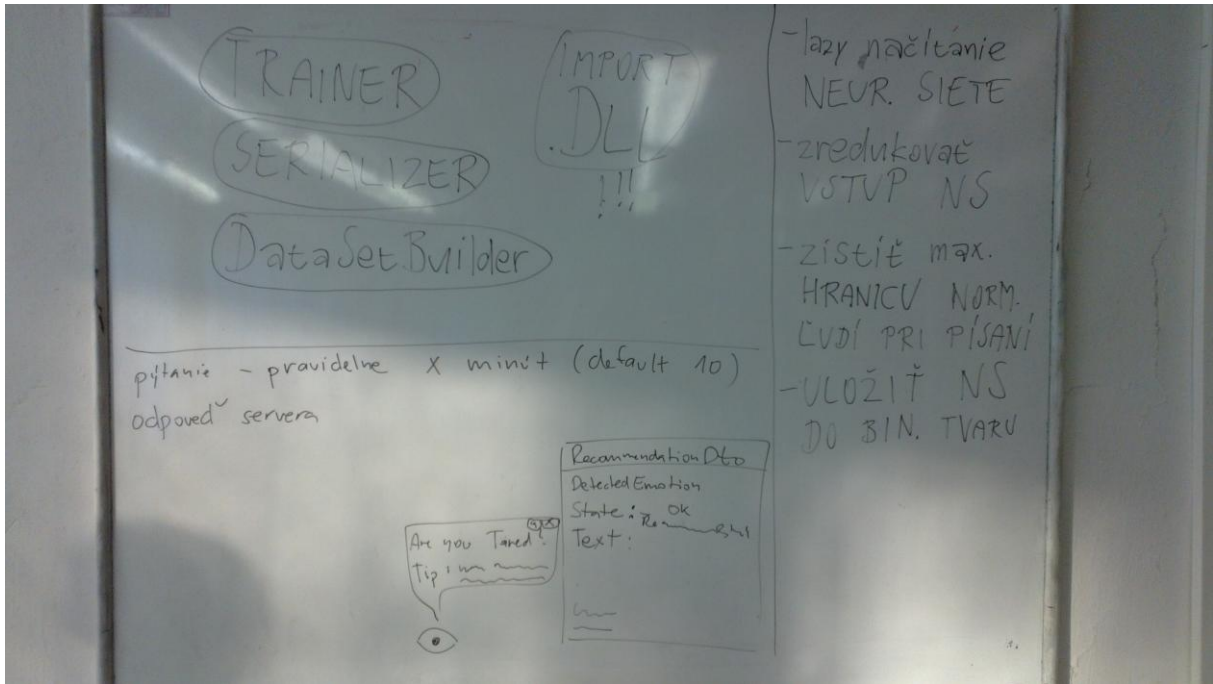 TRAINER
SERIALIZER
DataSetBuilder
IMPORT
.DLL
!!!
pýtanie - pravidelne X minút (default 10)
odpoveď servera
Are you Tared?
Tip:
RecommendationDto
DetectedEmotion
State: - OK
Text:
-lazy načítanie
NEUR. SIETE
-zredukovať
VSTUP NS
-zistiť max.
HRANICU NORM.
ĽUDÍ PRI PÍSANÍ
-ULOŽIŤ NS
DO BIN. TVARU